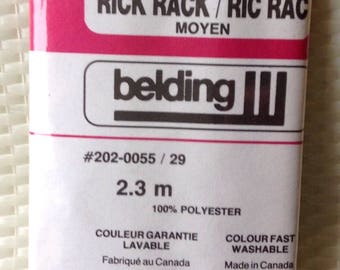 RICK RACK / RIC RAC
MOYEN
belding
#202-0055 / 29
2.3 m
100% POLYESTER
COULEUR GARANTIE
LAVABLE
COLOUR FAST
WASHABLE
Fabriqué au Canada
Made in Canada